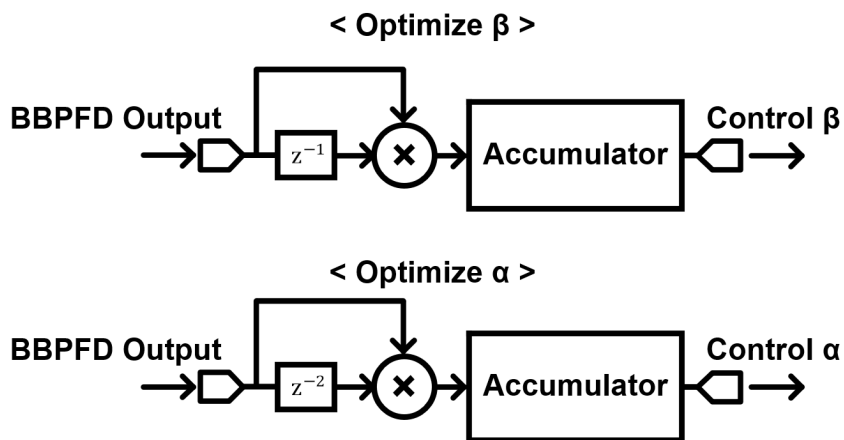 < Optimize β >
BBPFD Output
z⁻¹
×
Accumulator
Control β
< Optimize α >
BBPFD Output
z⁻²
×
Accumulator
Control α